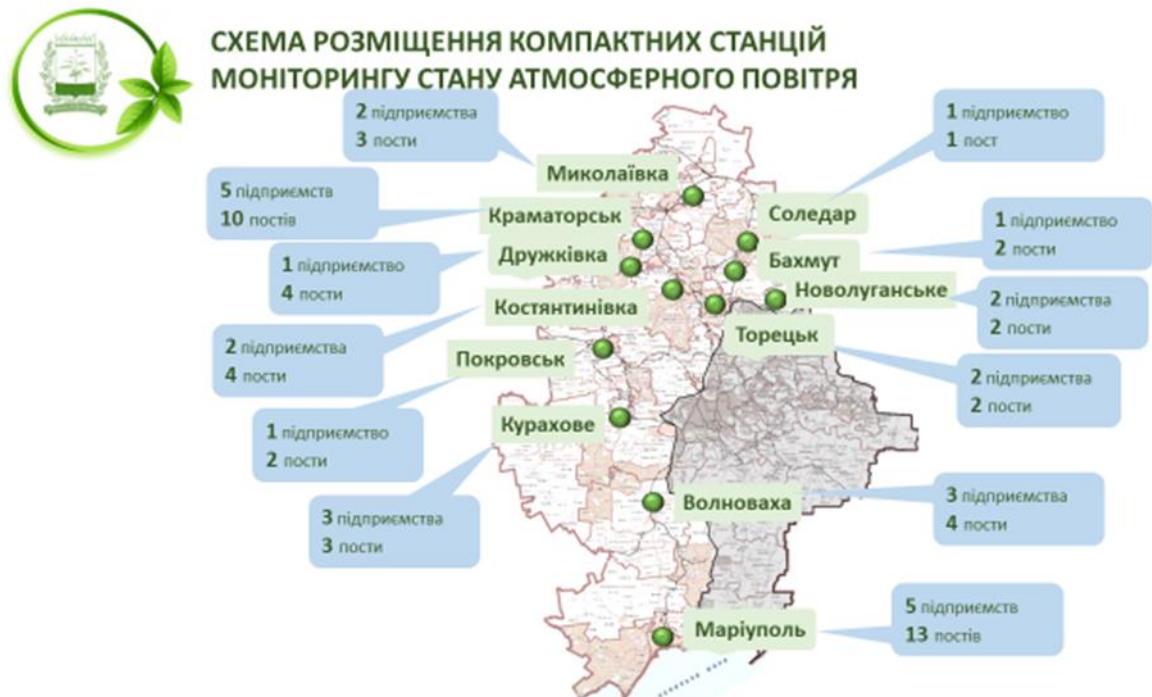 СХЕМА РОЗМІЩЕННЯ КОМПАКТНИХ СТАНЦІЙ
МОНІТОРИНГУ СТАНУ АТМОСФЕРНОГО ПОВІТРЯ
2 підприємства
3 пости
Миколаївка
5 підприємств
10 постів
Краматорськ
1 підприємство
4 пости
Дружківка
2 підприємства
4 пости
Костянтинівка
1 підприємство
2 пости
Покровськ
3 підприємства
3 пости
Курахове
1 підприємство
1 пост
Соледар
1 підприємство
2 пости
Бахмут
2 підприємства
2 пости
Новолуганське
2 підприємства
2 пости
Торецьк
3 підприємства
4 пости
Волноваха
5 підприємств
13 постів
Маріуполь